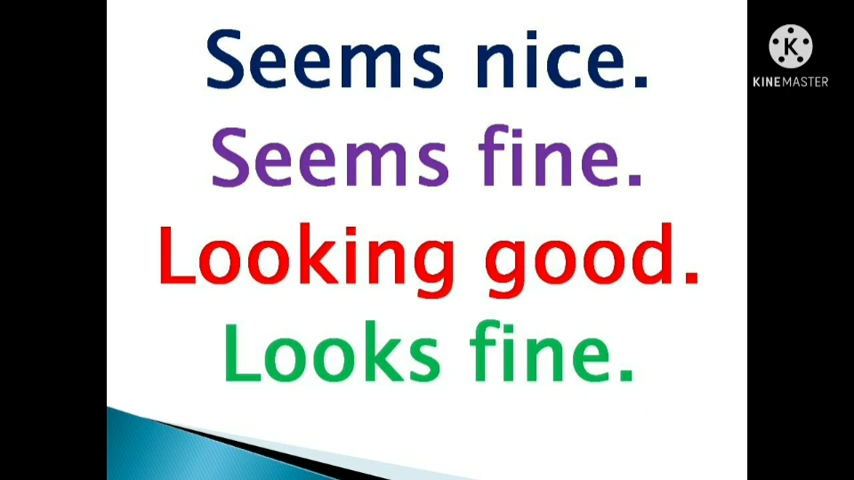 Seems nice.
Seems fine.
Looking good.
Looks fine.
K
KINEMASTER